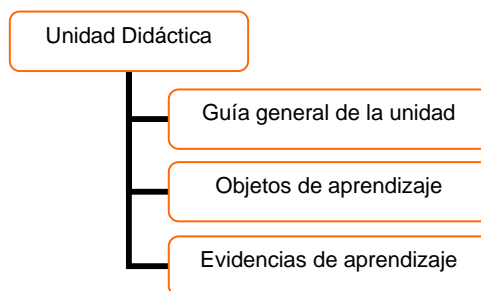 Unidad Didáctica
Guía general de la unidad
Objetos de aprendizaje
Evidencias de aprendizaje